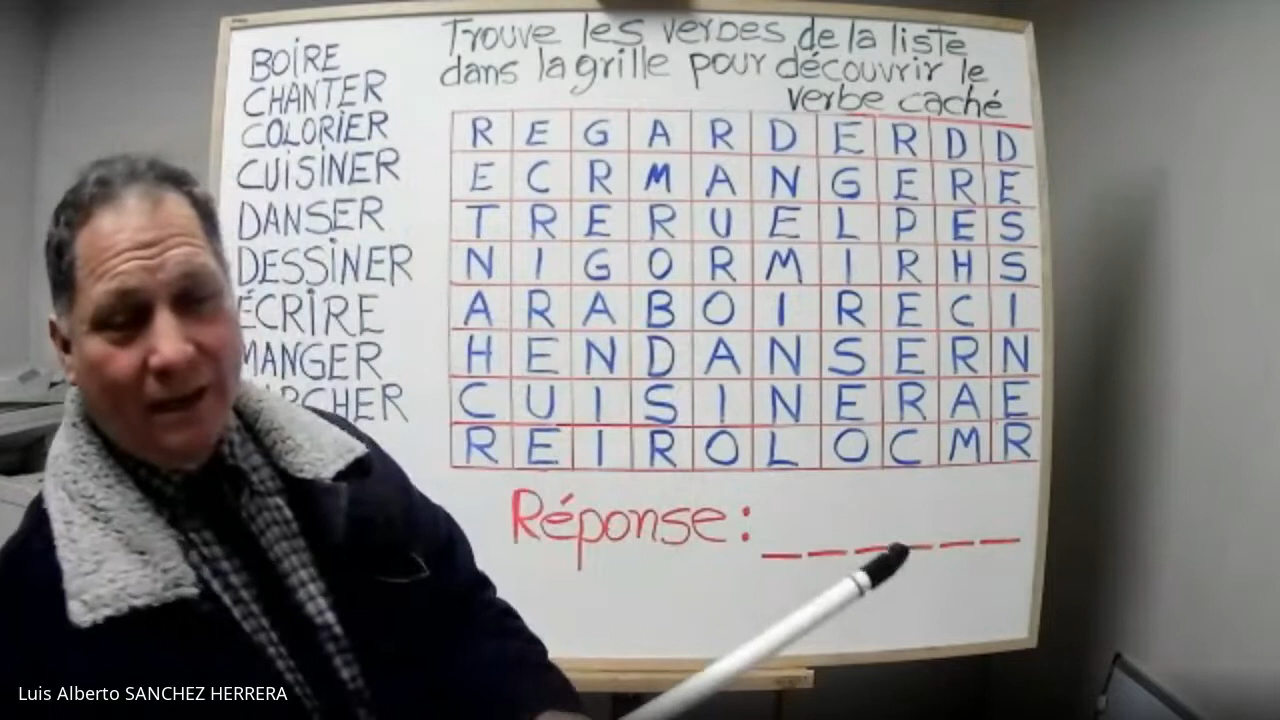 Trouve les verbes de la liste
dans la grille pour découvrir le
verbe caché
BOIRE
CHANTER
COLORIER
CUISINER
DANSER
DESSINER
ÉCRIRE
MANGER
RCHER
R E G A R D E R D D
E C R M A N G E R E
T R E R U E L P E S
N I G O R M I R H S
A R A B O I R E C I
H E N D A N S E R N
C U I S I N E R A E
R E I R O L O C M R
Réponse: _ _ _ _ _ _
Luis Alberto SANCHEZ HERRERA